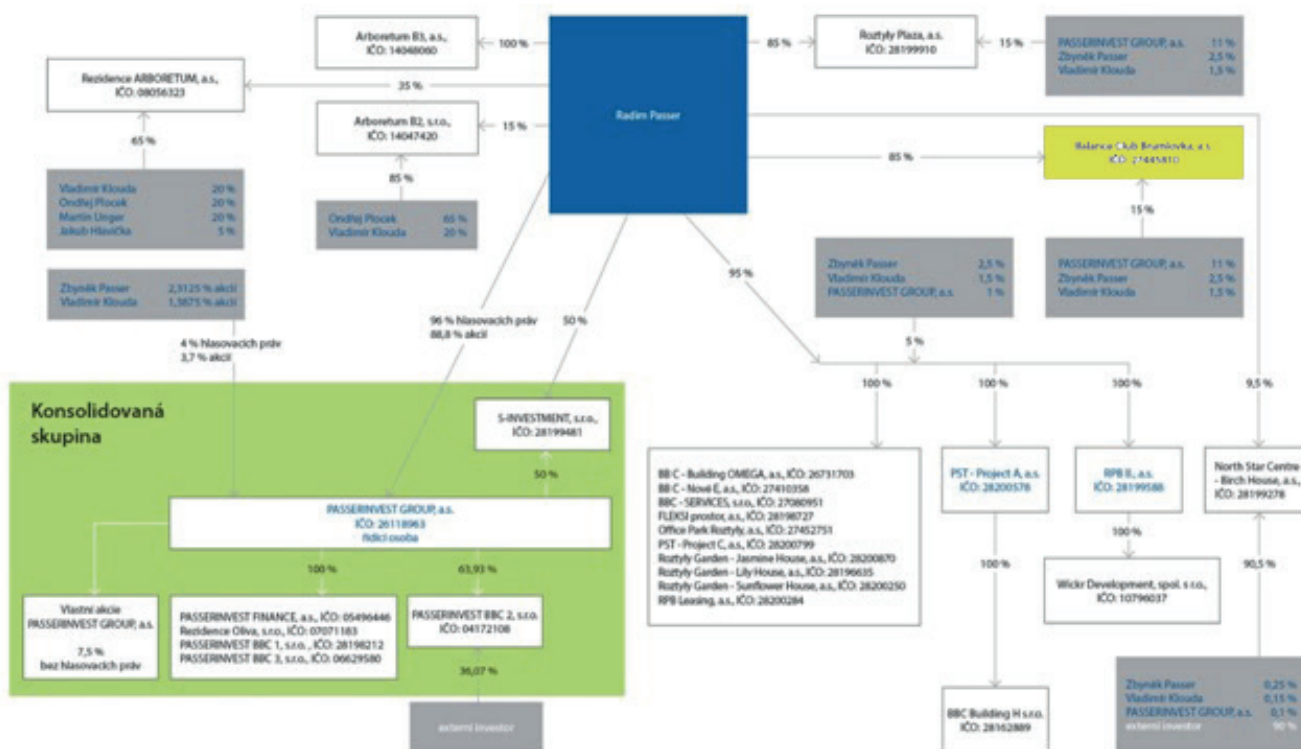 Arboretum B3, a.s.,
IČO: 14048060
100 %
Radim Passer
85 %
Roztyly Plaza, a.s.
IČO: 28199910
15 %
PASSERINVEST GROUP, a.s. 11 %
Zbyněk Passer 2,5 %
Vladimír Klouda 1,5 %
Rezidence ARBORETUM, a.s.,
IČO: 08056323
35 %
Arboretum B2, s.r.o.,
IČO: 14047420
15 %
65 %
85 %
85 %
Balance Club Brumlovka, a.s.
IČO: 27445810
15 %
Vladimír Klouda 20 %
Ondřej Plocek 20 %
Martin Unger 20 %
Jakub Hlavička 5 %
Ondřej Plocek 65 %
Vladimír Klouda 20 %
Zbyněk Passer 2,5 %
Vladimír Klouda 1,5 %
PASSERINVEST GROUP, a.s. 1 %
PASSERINVEST GROUP, a.s. 11 %
Zbyněk Passer 2,5 %
Vladimír Klouda 1,5 %
Zbyněk Passer 2,3125 % akcií
Vladimír Klouda 1,3875 % akcií
95 %
96 % hlasovacích práv
88,8 % akcií
50 %
4 % hlasovacích práv
3,7 % akcií
5 %
100 %
100 %
100 %
9,5 %
Konsolidovaná
skupina
S-INVESTMENT, s.r.o.,
IČO: 28199481
50 %
PASSERINVEST GROUP, a.s.
IČO: 26118963
řídící osoba
100 %
63,93 %
Vlastní akcie
PASSERINVEST GROUP, a.s.
7,5 %
bez hlasovacích práv
PASSERINVEST FINANCE, a.s., IČO: 05496446
Rezidence Oliva, s.r.o., IČO: 07071183
PASSERINVEST BBC 1, s.r.o. , IČO: 28198212
PASSERINVEST BBC 3, s.r.o., IČO: 06629580
PASSERINVEST BBC 2, s.r.o.
IČO: 04172108
36,07 %
externí investor
BB C - Building OMEGA, a.s., IČO: 26731703
BB C - Nové E, a.s., IČO: 27410358
BBC - SERVICES, s.r.o., IČO: 27080951
FLEKSI prostor, a.s., IČO: 28198727
Office Park Roztyly, a.s., IČO: 27452751
PST - Project C, a.s., IČO: 28200799
Roztyly Garden - Jasmine House, a.s., IČO: 28200870
Roztyly Garden - Lily House, a.s., IČO: 28196635
Roztyly Garden - Sunflower House, a.s., IČO: 28200250
RPB Leasing, a.s., IČO: 28200284
PST - Project A, a.s.
IČO: 28200578
100 %
BBC Building H s.r.o.
IČO: 28162889
RPB II., a.s.
IČO: 28199588
100 %
Wickr Development, spol. s r.o.,
IČO: 10796037
North Star Centre
- Birch House, a.s.,
IČO: 28199278
90,5 %
Zbyněk Passer 0,25 %
Vladimír Klouda 0,15 %
PASSERINVEST GROUP, a.s. 0,1 %
externí investor 90 %